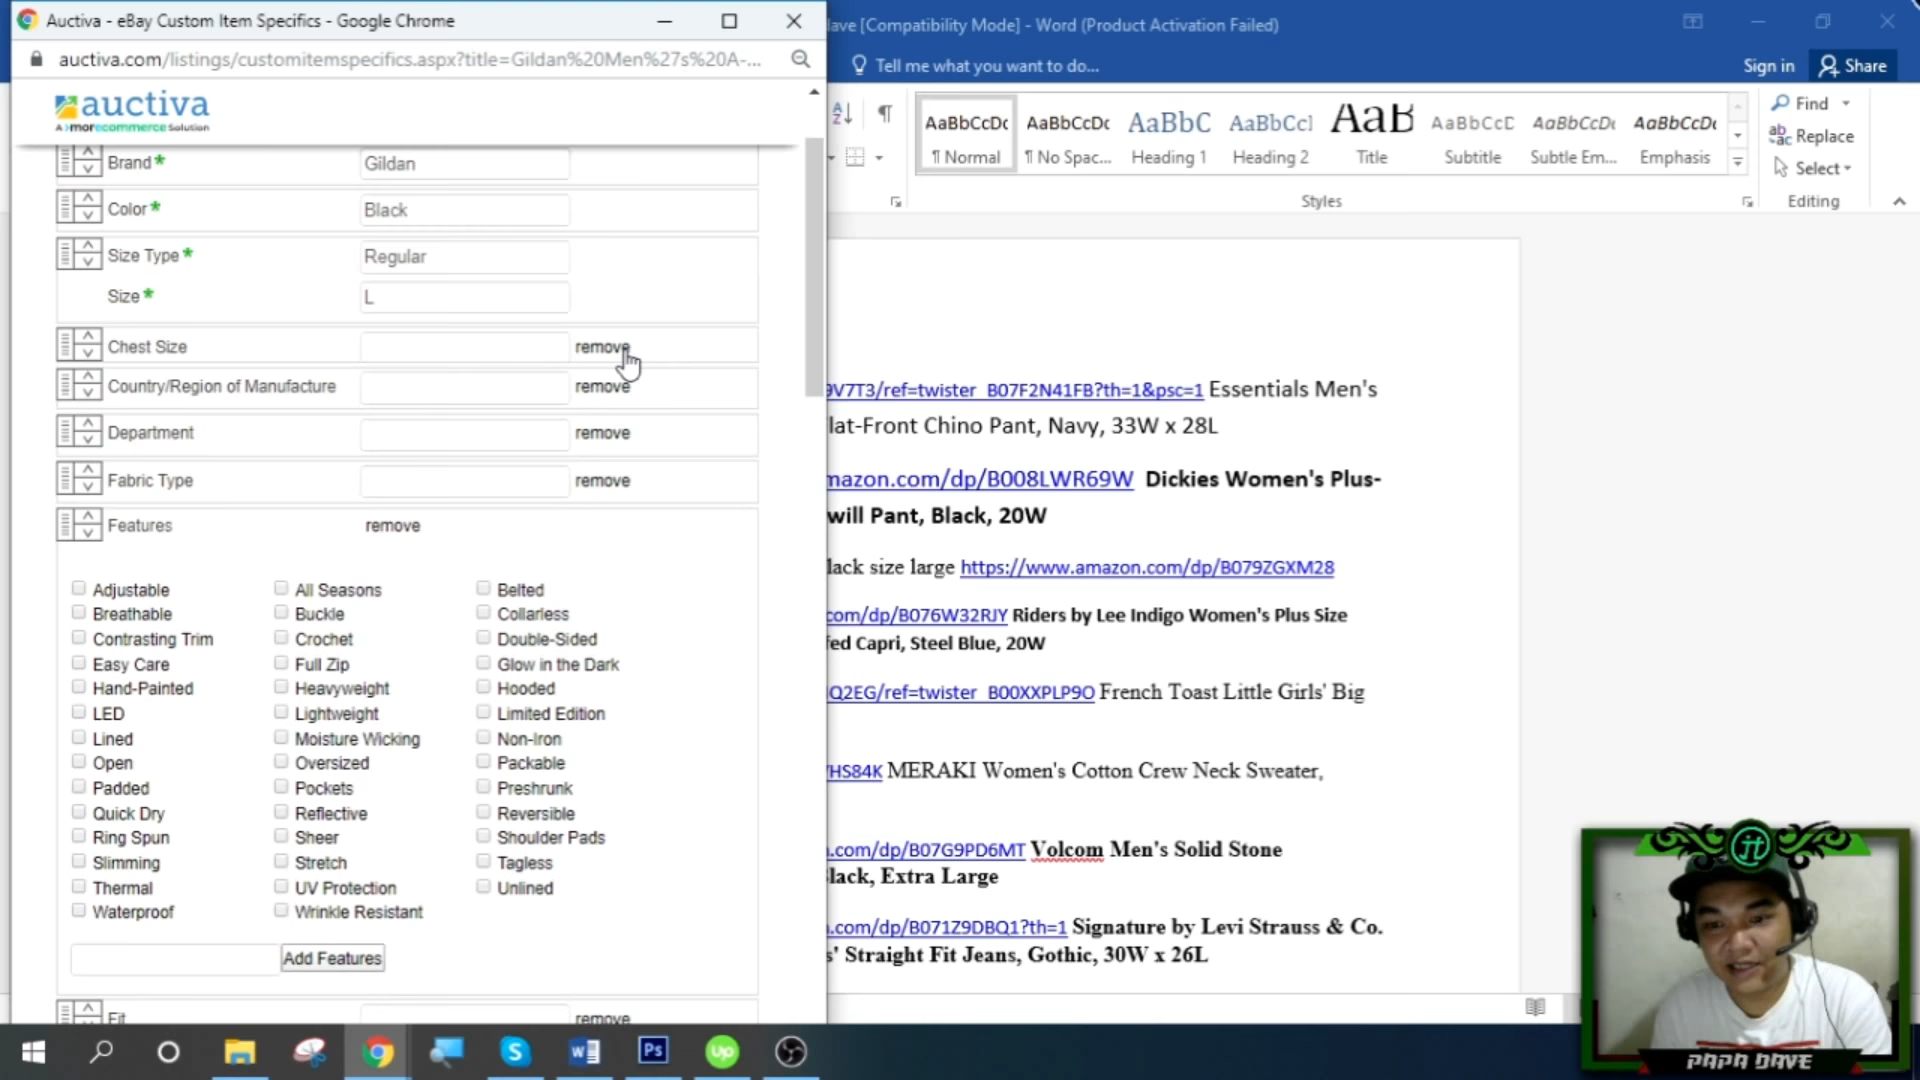 Auctiva - eBay Custom Item Specifics - Google Chrome
auctiva.com/listings/customitemspecifics.aspx?title=Gildan%20Men%27s%20A-...
auctiva
A morecommerce Solution
Brand*
Gildan
Color*
Black
Size Type*
Regular
Size*
L
Chest Size
remove
Country/Region of Manufacture
remove
Department
remove
Fabric Type
remove
Features
remove
Adjustable
All Seasons
Belted
Breathable
Buckle
Collarless
Contrasting Trim
Crochet
Double-Sided
Easy Care
Full Zip
Glow in the Dark
Hand-Painted
Heavyweight
Hooded
LED
Lightweight
Limited Edition
Lined
Moisture Wicking
Non-Iron
Open
Oversized
Packable
Padded
Pockets
Preshrunk
Quick Dry
Reflective
Reversible
Ring Spun
Sheer
Shoulder Pads
Slimming
Stretch
Tagless
Thermal
UV Protection
Unlined
Waterproof
Wrinkle Resistant
Add Features
Fit
remove
lave [Compatibility Mode] - Word (Product Activation Failed)
Tell me what you want to do...
Sign in
Share
AaBbCcDc
¶ Normal
AaBbCcDc
¶ No Spac...
AaBbC
Heading 1
AaBbCcI
Heading 2
AaB
Title
AaBbCcD
Subtitle
AaBbCcDc
Subtle Em...
AaBbCcDc
Emphasis
Find
Replace
Select
Styles
Editing
9V7T3/ref=twister_B07F2N41FB?th=1&psc=1 Essentials Men's
lat-Front Chino Pant, Navy, 33W x 28L
mazon.com/dp/B008LWR69W Dickies Women's Plus-
will Pant, Black, 20W
lack size large https://www.amazon.com/dp/B079ZGXM28
com/dp/B076W32RJY Riders by Lee Indigo Women's Plus Size
fed Capri, Steel Blue, 20W
Q2EG/ref=twister_B00XXPLP9O French Toast Little Girls' Big
HS84K MERAKI Women's Cotton Crew Neck Sweater,
.com/dp/B07G9PD6MT Volcom Men's Solid Stone
lack, Extra Large
.com/dp/B071Z9DBQ1?th=1 Signature by Levi Strauss & Co.
s' Straight Fit Jeans, Gothic, 30W x 26L
Ps
Up
PAPA DAVE